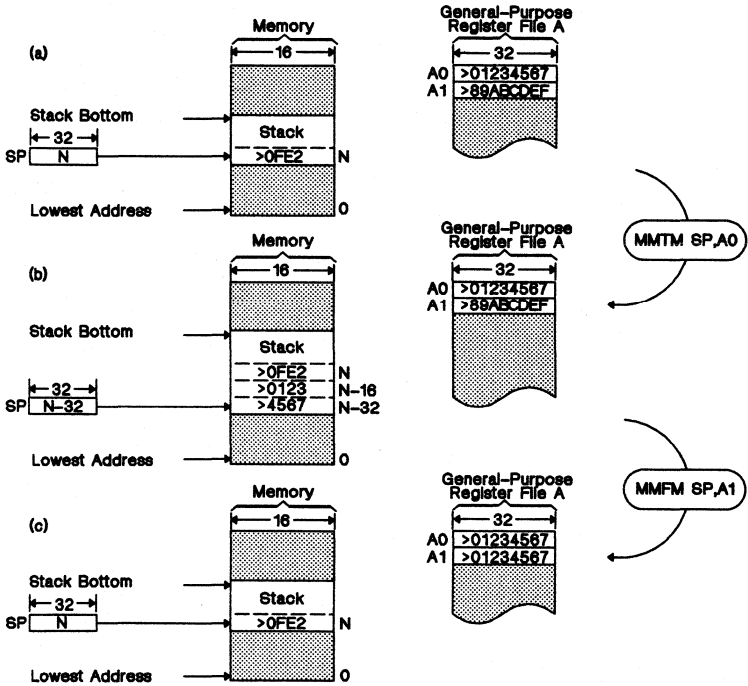 Memory
16
General-Purpose
Register File A
32
(a)
A0 >01234567
A1 >89ABCDEF
Stack Bottom
Stack
32
SP N
>0FE2 N
Lowest Address 0
MMTM SP,A0
Memory
16
General-Purpose
Register File A
32
(b)
A0 >01234567
A1 >89ABCDEF
Stack Bottom
Stack
>0FE2 N
>0123 N-16
32
SP N-32
>4567 N-32
Lowest Address 0
MMFM SP,A1
Memory
16
General-Purpose
Register File A
32
(c)
A0 >01234567
A1 >01234567
Stack Bottom
Stack
32
SP N
>0FE2 N
Lowest Address 0